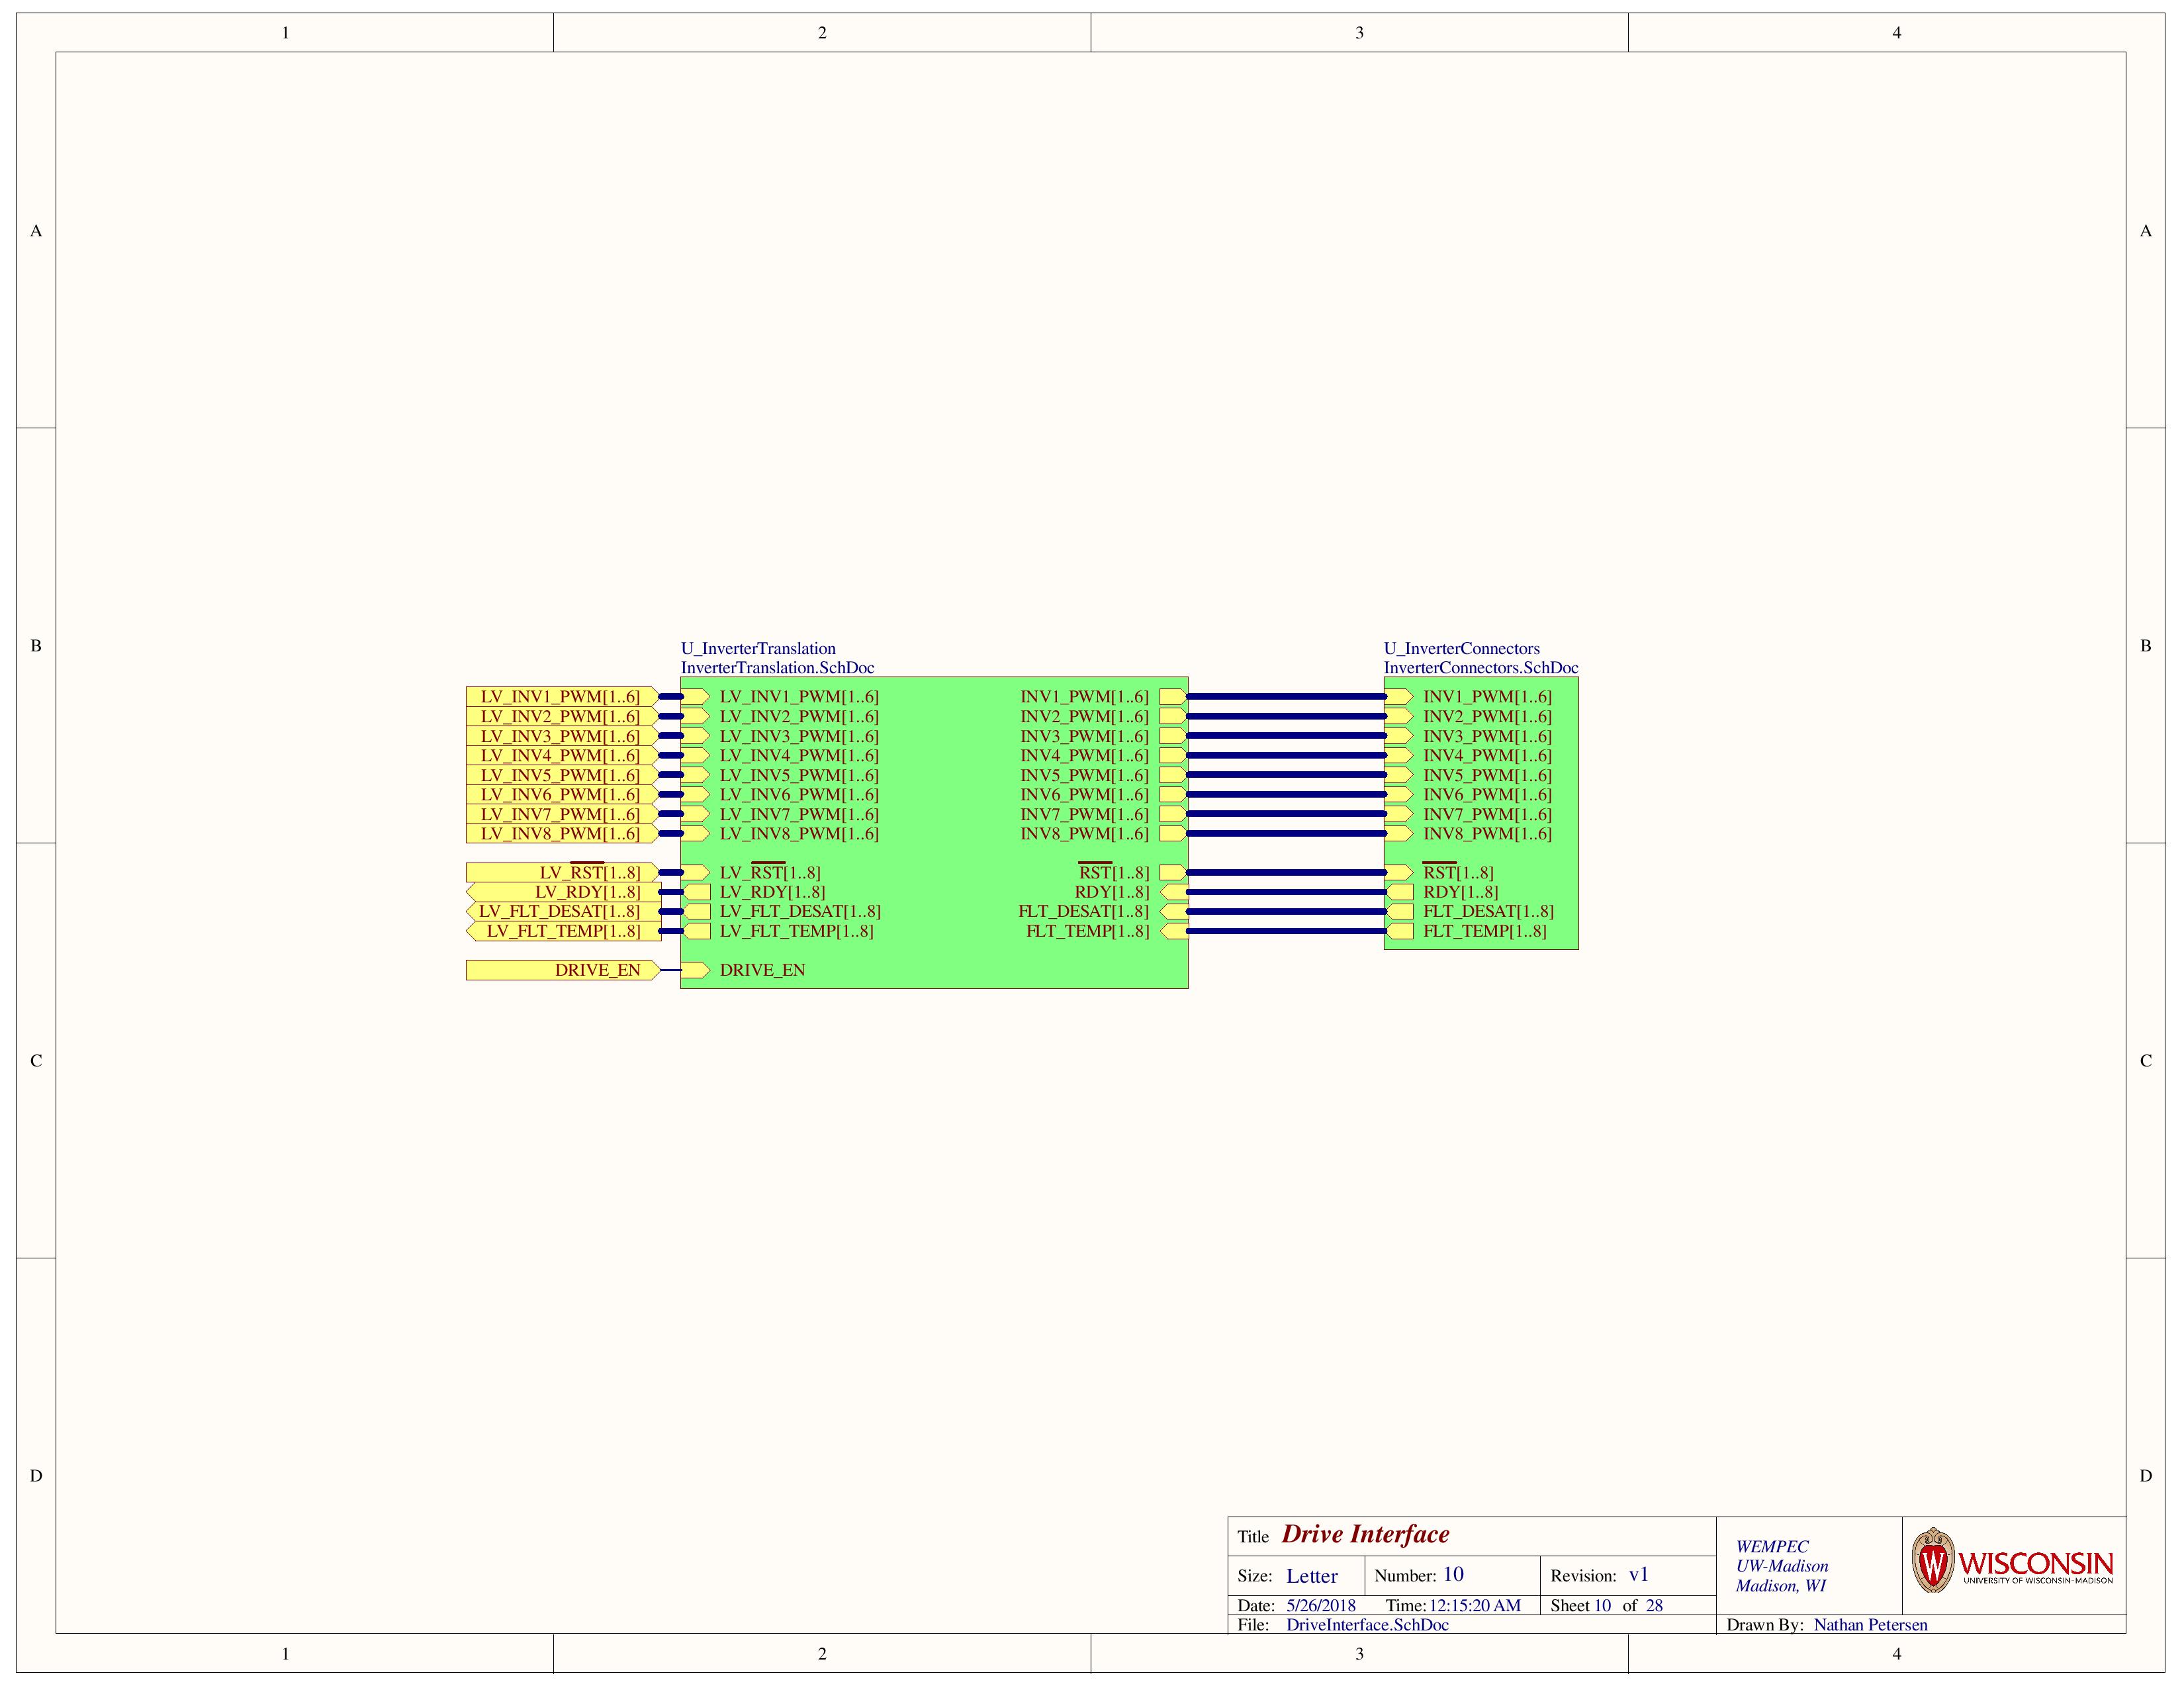 1 2 3 4
A A
B B
C C
D D
U_InverterTranslation
InverterTranslation.SchDoc
U_InverterConnectors
InverterConnectors.SchDoc
LV_INV1_PWM[1..6] LV_INV1_PWM[1..6] INV1_PWM[1..6] INV1_PWM[1..6]
LV_INV2_PWM[1..6] LV_INV2_PWM[1..6] INV2_PWM[1..6] INV2_PWM[1..6]
LV_INV3_PWM[1..6] LV_INV3_PWM[1..6] INV3_PWM[1..6] INV3_PWM[1..6]
LV_INV4_PWM[1..6] LV_INV4_PWM[1..6] INV4_PWM[1..6] INV4_PWM[1..6]
LV_INV5_PWM[1..6] LV_INV5_PWM[1..6] INV5_PWM[1..6] INV5_PWM[1..6]
LV_INV6_PWM[1..6] LV_INV6_PWM[1..6] INV6_PWM[1..6] INV6_PWM[1..6]
LV_INV7_PWM[1..6] LV_INV7_PWM[1..6] INV7_PWM[1..6] INV7_PWM[1..6]
LV_INV8_PWM[1..6] LV_INV8_PWM[1..6] INV8_PWM[1..6] INV8_PWM[1..6]
LV_RST[1..8] LV_RST[1..8] RST[1..8] RST[1..8]
LV_RDY[1..8] LV_RDY[1..8] RDY[1..8] RDY[1..8]
LV_FLT_DESAT[1..8] LV_FLT_DESAT[1..8] FLT_DESAT[1..8] FLT_DESAT[1..8]
LV_FLT_TEMP[1..8] LV_FLT_TEMP[1..8] FLT_TEMP[1..8] FLT_TEMP[1..8]
DRIVE_EN DRIVE_EN
Title Drive Interface
Size: Letter Number: 10 Revision: v1
Date: 5/26/2018 Time: 12:15:20 AM Sheet 10 of 28
File: DriveInterface.SchDoc
WEMPEC
UW-Madison
Madison, WI
Drawn By: Nathan Petersen
W
WISCONSIN
UNIVERSITY OF WISCONSIN-MADISON
1 2 3 4